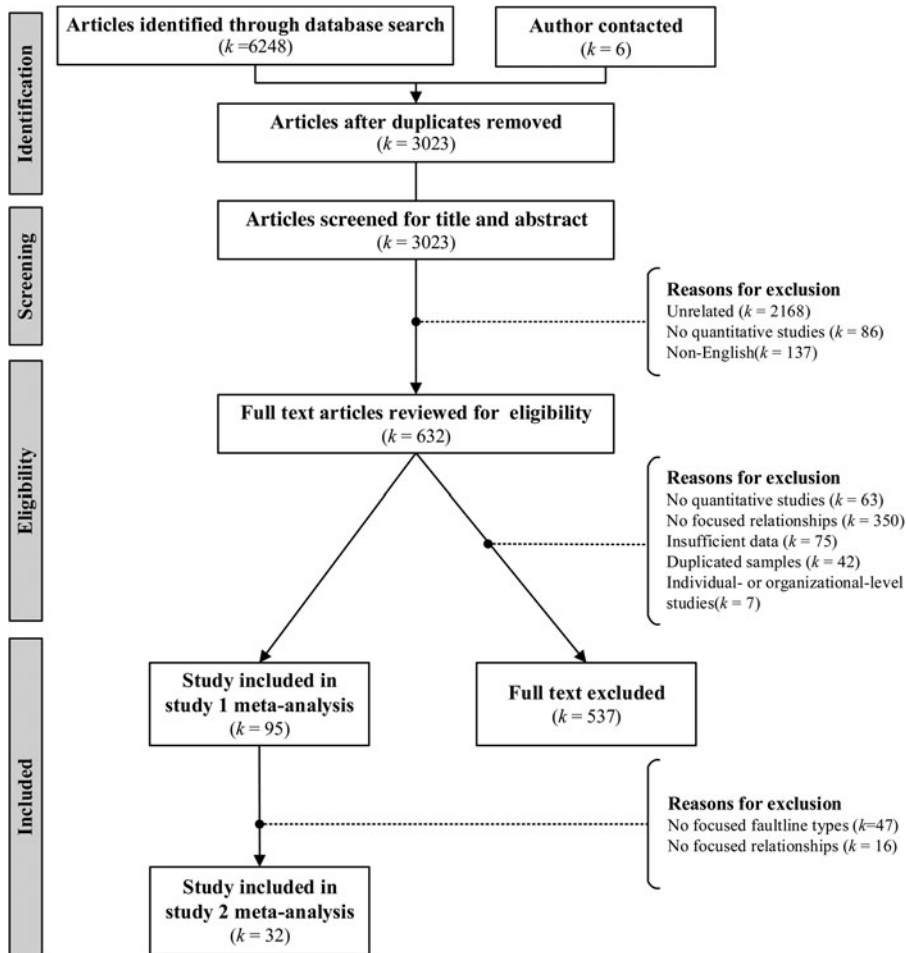 Identification
Articles identified through database search
(k =6248)
Author contacted
(k = 6)
Articles after duplicates removed
(k = 3023)
Screening
Articles screened for title and abstract
(k = 3023)
Reasons for exclusion
Unrelated (k = 2168)
No quantitative studies (k = 86)
Non-English(k = 137)
Eligibility
Full text articles reviewed for eligibility
(k = 632)
Reasons for exclusion
No quantitative studies (k = 63)
No focused relationships (k = 350)
Insufficient data (k = 75)
Duplicated samples (k = 42)
Individual- or organizational-level
studies(k = 7)
Included
Study included in
study 1 meta-analysis
(k = 95)
Full text excluded
(k = 537)
Reasons for exclusion
No focused faultline types (k=47)
No focused relationships (k = 16)
Study included in
study 2 meta-analysis
(k = 32)